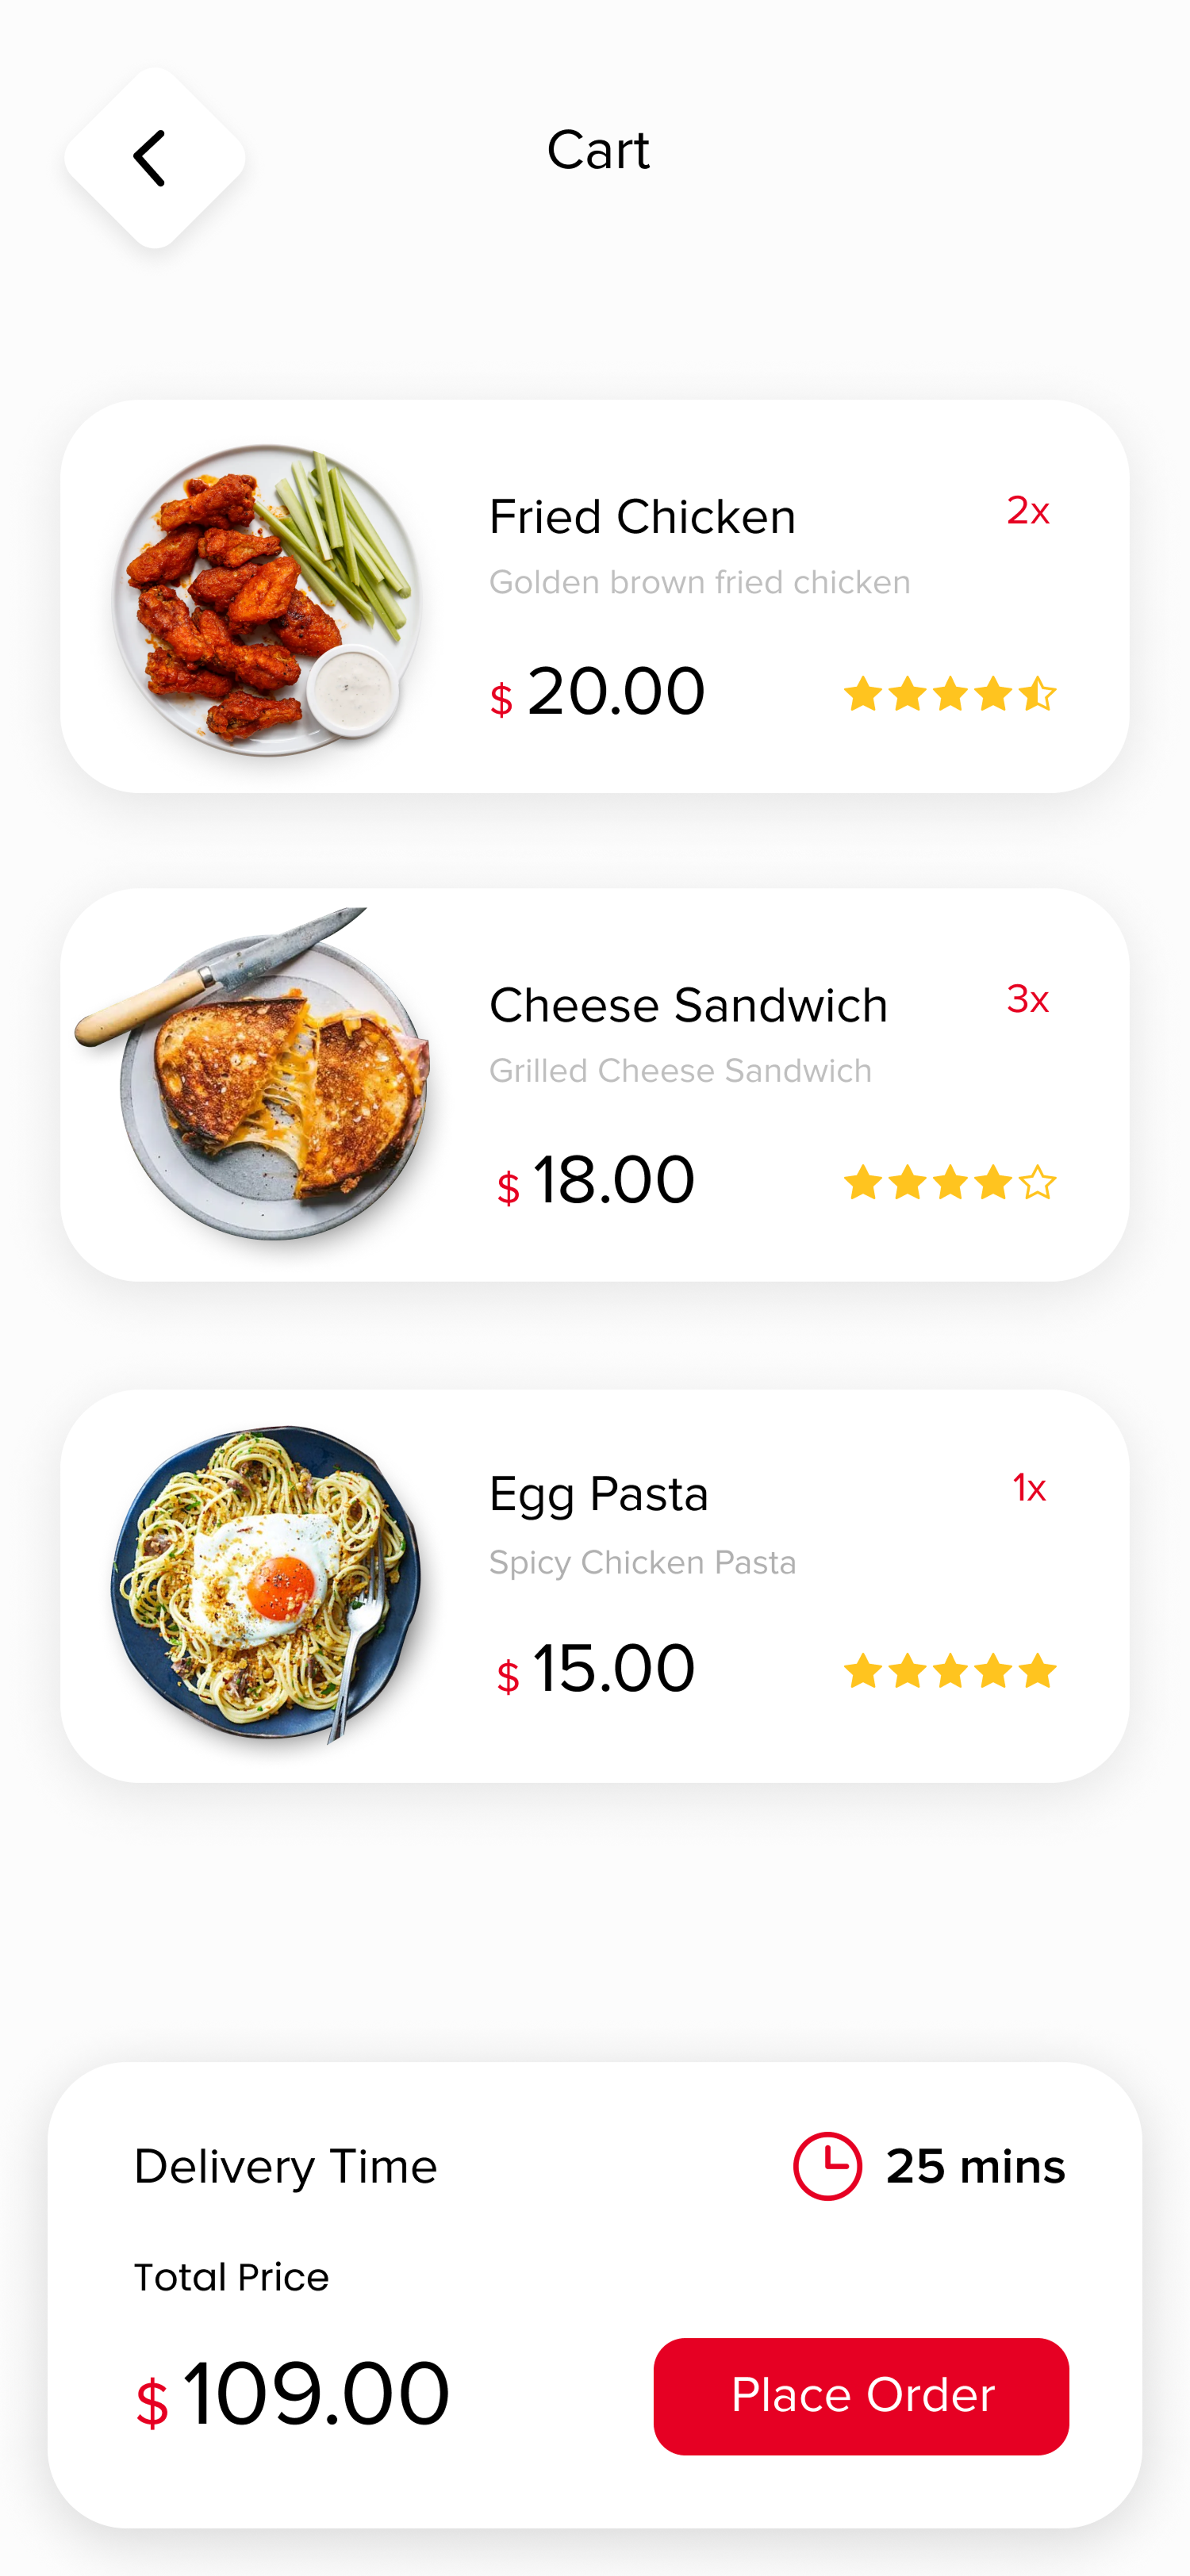 Cart
Fried Chicken 2x
Golden brown fried chicken
$ 20.00
Cheese Sandwich 3x
Grilled Cheese Sandwich
$ 18.00
Egg Pasta 1x
Spicy Chicken Pasta
$ 15.00
Delivery Time 25 mins
Total Price
$ 109.00 Place Order